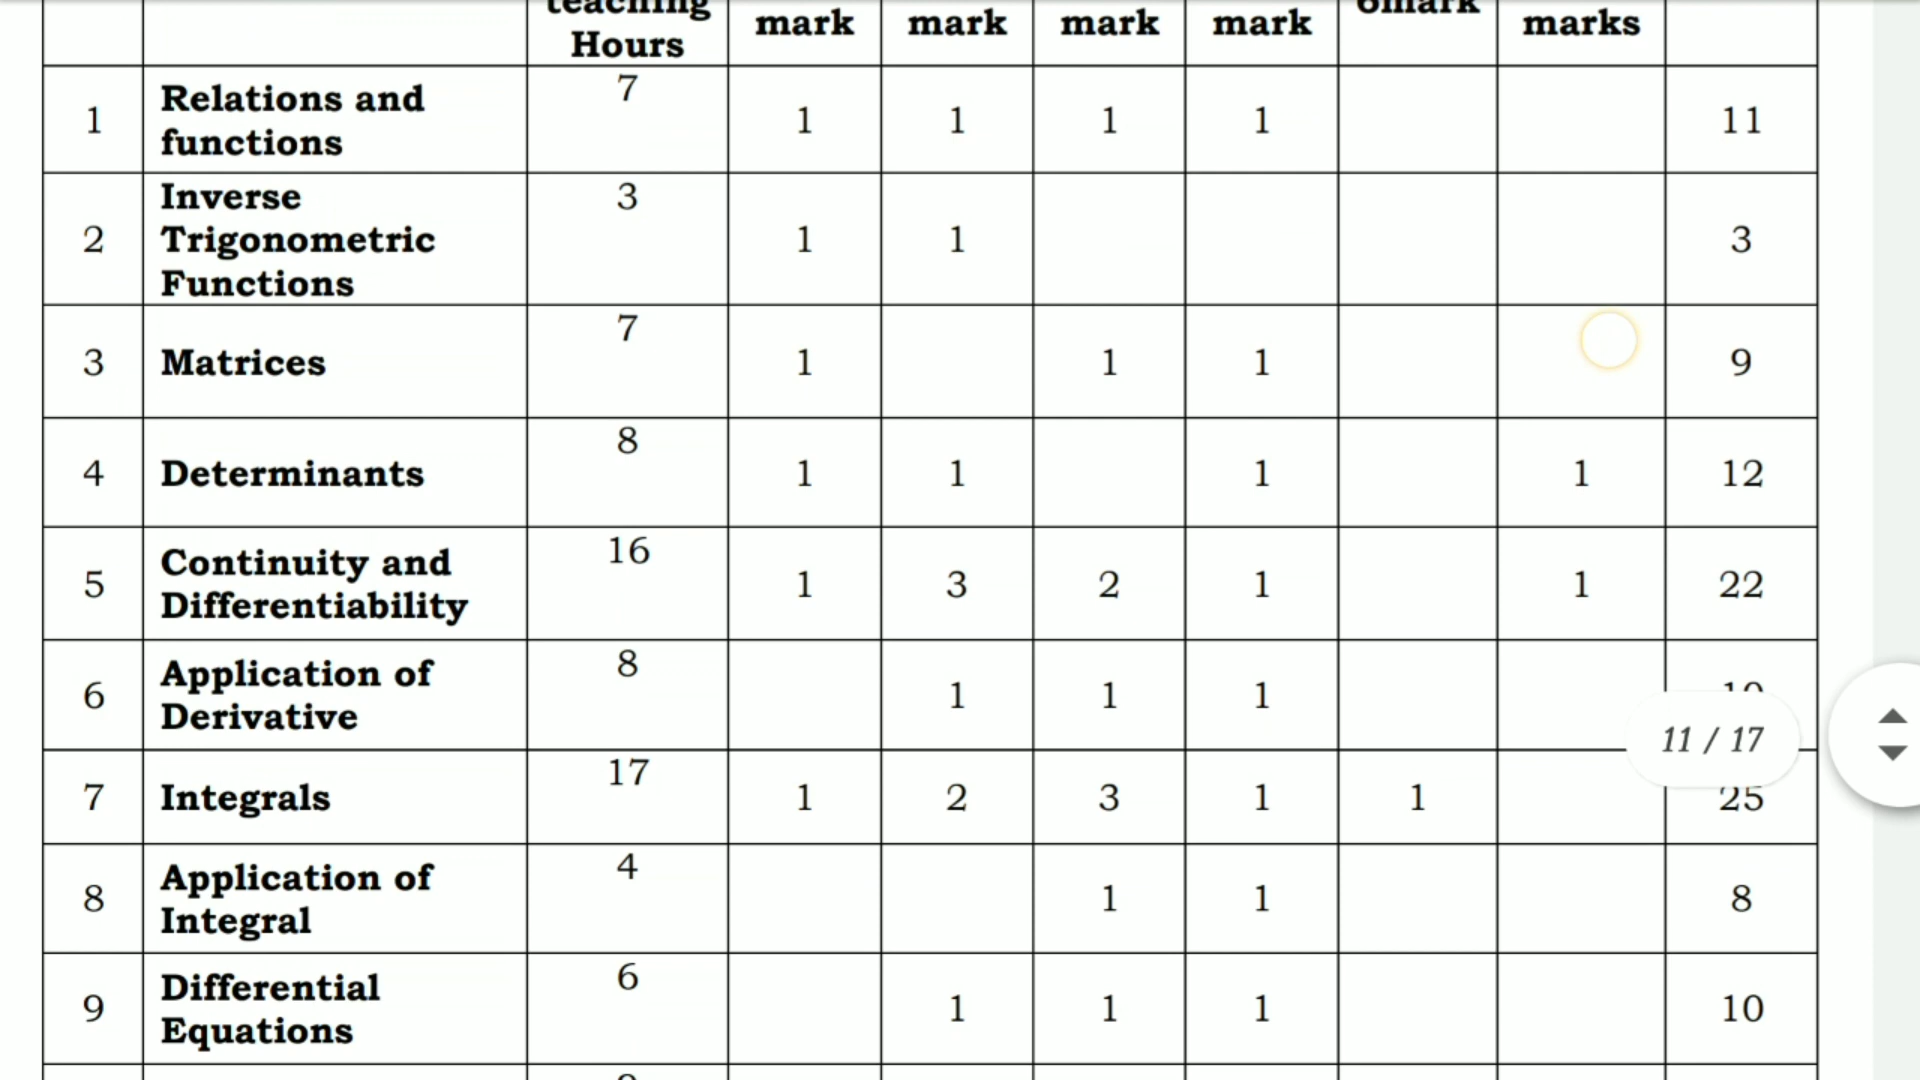 teaching
Hours
mark
mark
mark
mark
6mark
marks
1
Relations and
functions
7
1
1
1
1
11
2
Inverse
Trigonometric
Functions
3
1
1
3
3
Matrices
7
1
1
1
9
4
Determinants
8
1
1
1
1
12
5
Continuity and
Differentiability
16
1
3
2
1
1
22
6
Application of
Derivative
8
1
1
1
11 / 17
7
Integrals
17
1
2
3
1
1
25
8
Application of
Integral
4
1
1
8
9
Differential
Equations
6
1
1
1
10